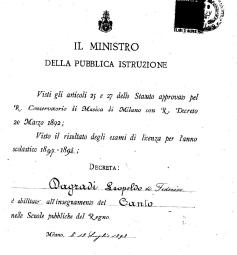 IL MINISTRO
DELLA PUBBLICA ISTRUZIONE
Visti gli articoli 25 e 27 dello Statuto approvato pel
R. Conservatorio di Musica di Milano con R. Decreto
20 Marzo 1892;
Visto il risultato degli esami di licenza per l'anno
scolastico 1897-1898;
DECRETA:
Dagradi Leopoldo di Federico
è abilitato all'insegnamento del Canto
nelle Scuole pubbliche del Regno.
Milano, Luglio 1898